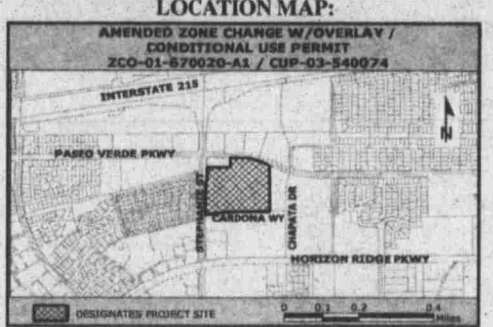 LOCATION MAP:
AMENDED ZONE CHANGE W/OVERLAY /
CONDITIONAL USE PERMIT
ZCO-01-670020-A1 / CUP-03-540074
INTERSTATE 215
N
PASEO VERDE PKWY
STEPHANIE ST
CARDONA WY
CHAPATA DR
HORIZON RIDGE PKWY
DESIGNATES PROJECT SITE
0 0.1 0.2 0.4
Miles